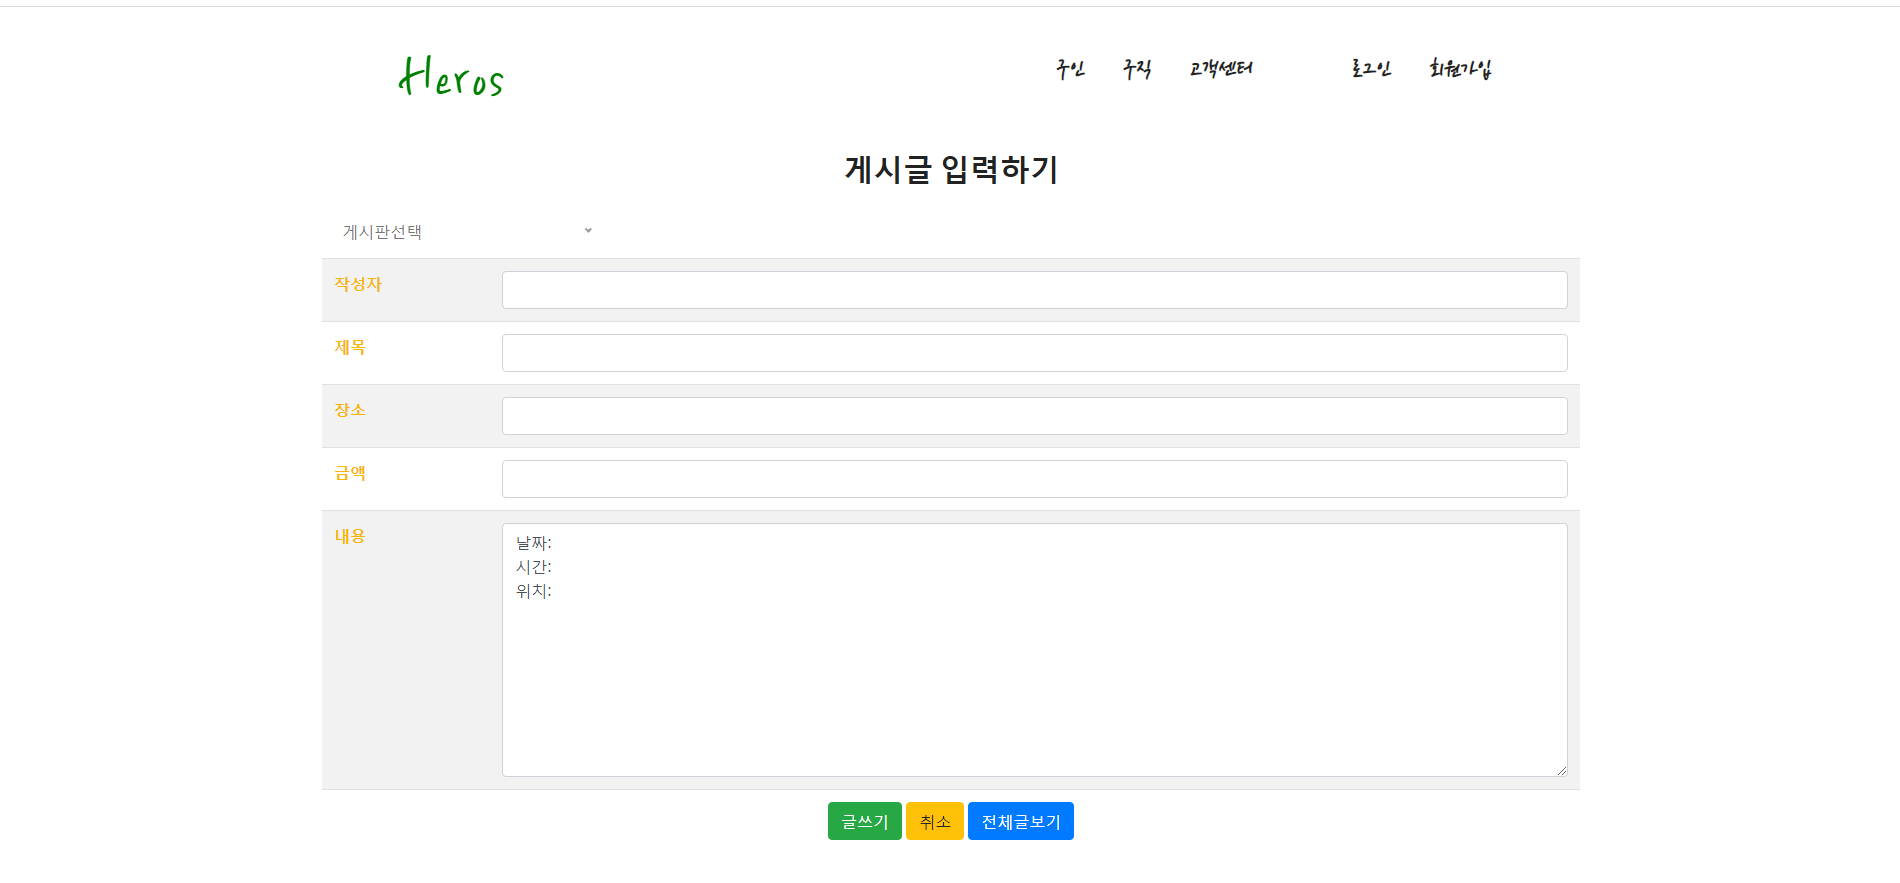 Heros
구인 구직 고객센터 로그인 회원가입
게시글 입력하기
게시판선택
작성자
제목
장소
금액
내용
날짜:
시간:
위치:
글쓰기 취소 전체글보기